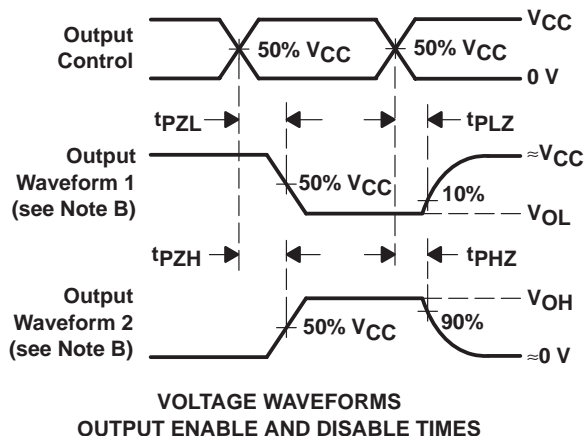 Output
Control
50% VCC
50% VCC
VCC
0 V
tPZL
tPLZ
Output
Waveform 1
(see Note B)
50% VCC
10%
≈VCC
VOL
tPZH
tPHZ
Output
Waveform 2
(see Note B)
50% VCC
90%
VOH
≈0 V
VOLTAGE WAVEFORMS
OUTPUT ENABLE AND DISABLE TIMES